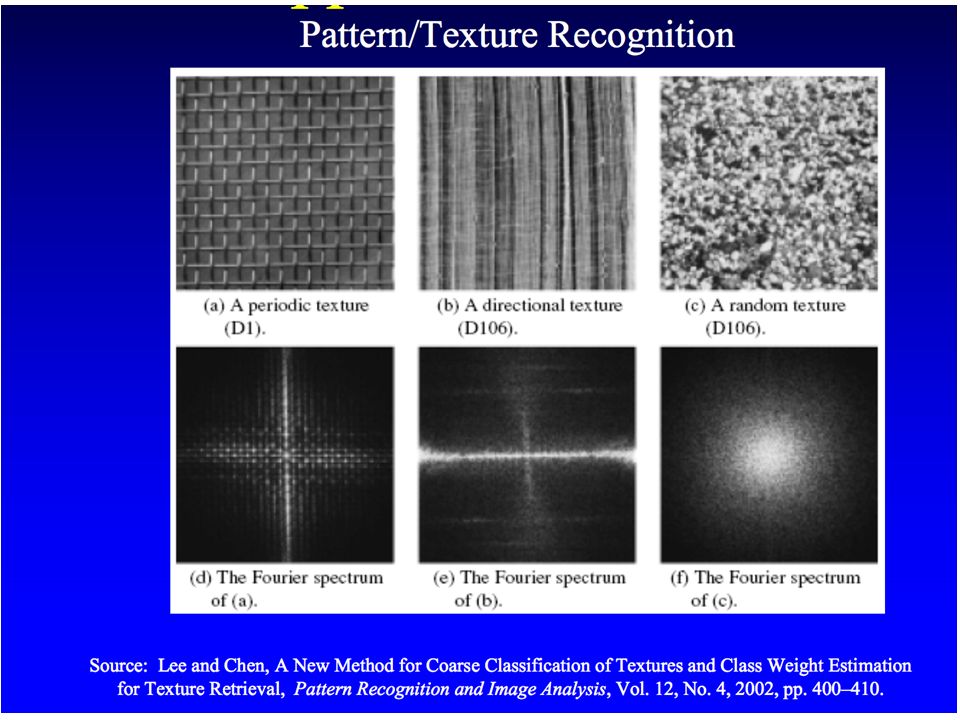 Pattern/Texture Recognition
(a) A periodic texture
(D1).
(b) A directional texture
(D106).
(c) A random texture
(D106).
(d) The Fourier spectrum
of (a).
(e) The Fourier spectrum
of (b).
(f) The Fourier spectrum
of (c).
Source: Lee and Chen, A New Method for Coarse Classification of Textures and Class Weight Estimation
for Texture Retrieval, Pattern Recognition and Image Analysis, Vol. 12, No. 4, 2002, pp. 400–410.